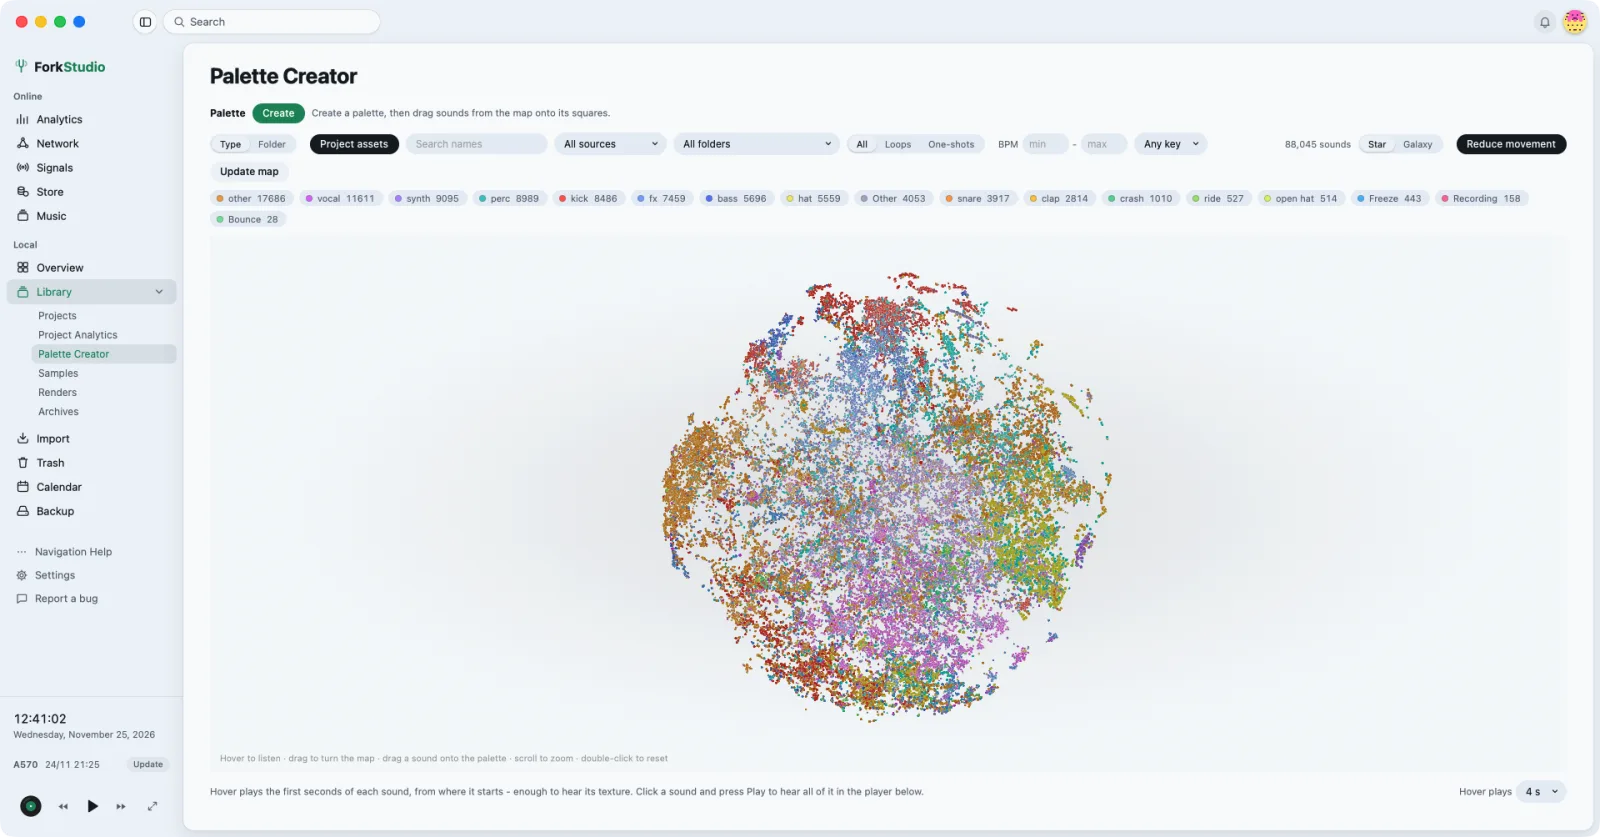 Search
ForkStudio
Online
Analytics
Network
Signals
Store
Music
Local
Overview
Library
Projects
Project Analytics
Palette Creator
Samples
Renders
Archives
Import
Trash
Calendar
Backup
Navigation Help
Settings
Report a bug
12:41:02
Wednesday, November 25, 2026
A570 24/11 21:25 Update
Palette Creator
Palette Create Create a palette, then drag sounds from the map onto its squares.
Type Folder Project assets Search names All sources All folders All Loops One-shots BPM min - max Any key 88,045 sounds Star Galaxy Reduce movement
Update map
other 17686 vocal 11611 synth 9095 perc 8989 kick 8486 fx 7459 bass 5696 hat 5559 Other 4053 snare 3917 clap 2814 crash 1010 ride 527 open hat 514 Freeze 443 Recording 158
Bounce 28
Hover to listen · drag to turn the map · drag a sound onto the palette · scroll to zoom · double-click to reset
Hover plays the first seconds of each sound, from where it starts - enough to hear its texture. Click a sound and press Play to hear all of it in the player below. Hover plays 4 s